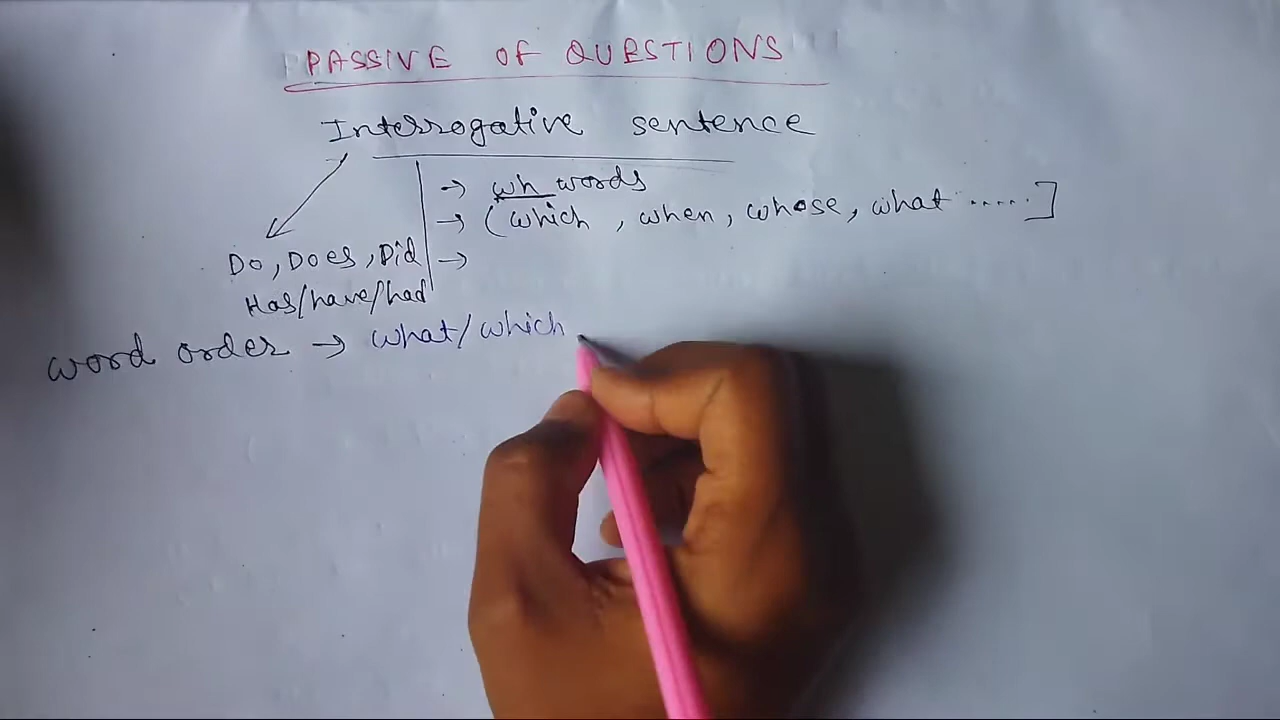 PASSIVE OF QUESTIONS
Interrogative sentence
→ wh words
→ (which, when, whose, what .....]
Do, Does, Did →
Has/have/had
word order → what/which